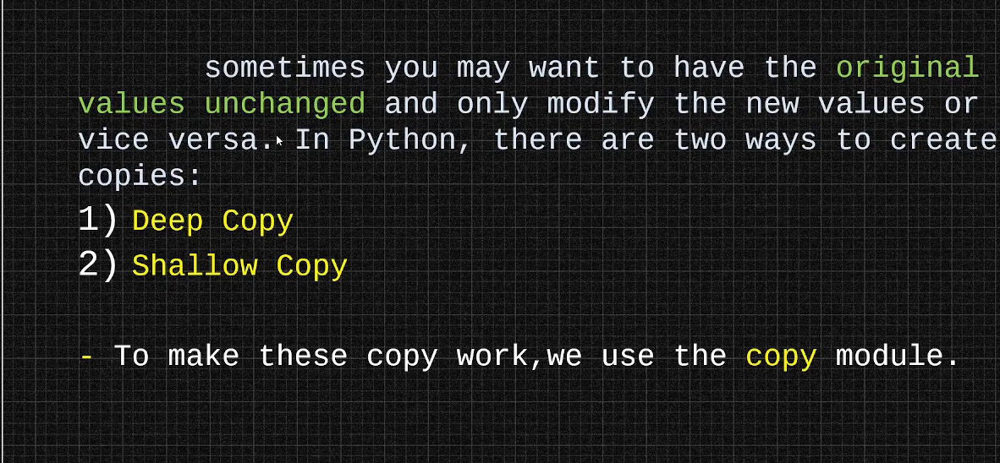 sometimes you may want to have the original
values unchanged and only modify the new values or
vice versa. In Python, there are two ways to create
copies:
1) Deep Copy
2) Shallow Copy
- To make these copy work,we use the copy module.